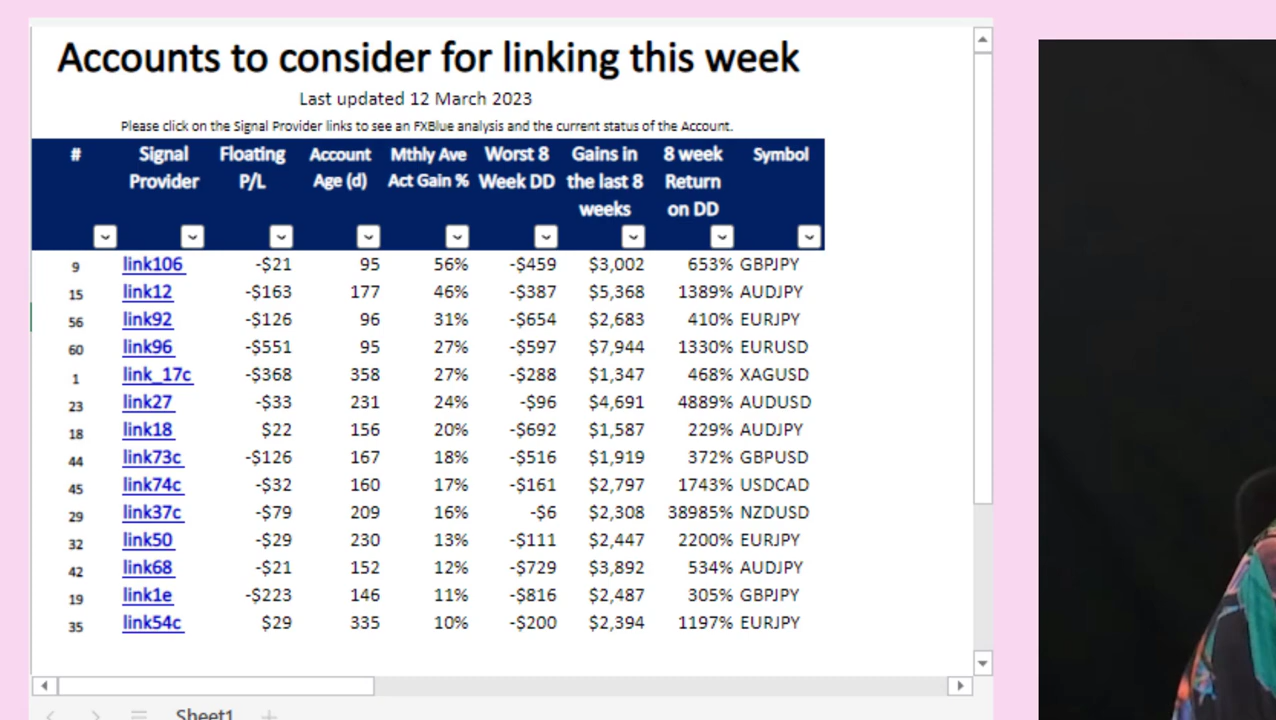 Accounts to consider for linking this week
Last updated 12 March 2023
Please click on the Signal Provider links to see an FXBlue analysis and the current status of the Account.
# Signal Provider Floating P/L Account Age (d) Mthly Ave Act Gain % Worst 8 Week DD Gains in the last 8 weeks 8 week Return on DD Symbol
9 link106 -$21 95 56% -$459 $3,002 653% GBPJPY
15 link12 -$163 177 46% -$387 $5,368 1389% AUDJPY
56 link92 -$126 96 31% -$654 $2,683 410% EURJPY
60 link96 -$551 95 27% -$597 $7,944 1330% EURUSD
1 link_17c -$368 358 27% -$288 $1,347 468% XAGUSD
23 link27 -$33 231 24% -$96 $4,691 4889% AUDUSD
18 link18 $22 156 20% -$692 $1,587 229% AUDJPY
44 link73c -$126 167 18% -$516 $1,919 372% GBPUSD
45 link74c -$32 160 17% -$161 $2,797 1743% USDCAD
29 link37c -$79 209 16% -$6 $2,308 38985% NZDUSD
32 link50 -$29 230 13% -$111 $2,447 2200% EURJPY
42 link68 -$21 152 12% -$729 $3,892 534% AUDJPY
19 link1e -$223 146 11% -$816 $2,487 305% GBPJPY
35 link54c $29 335 10% -$200 $2,394 1197% EURJPY
Sheet1